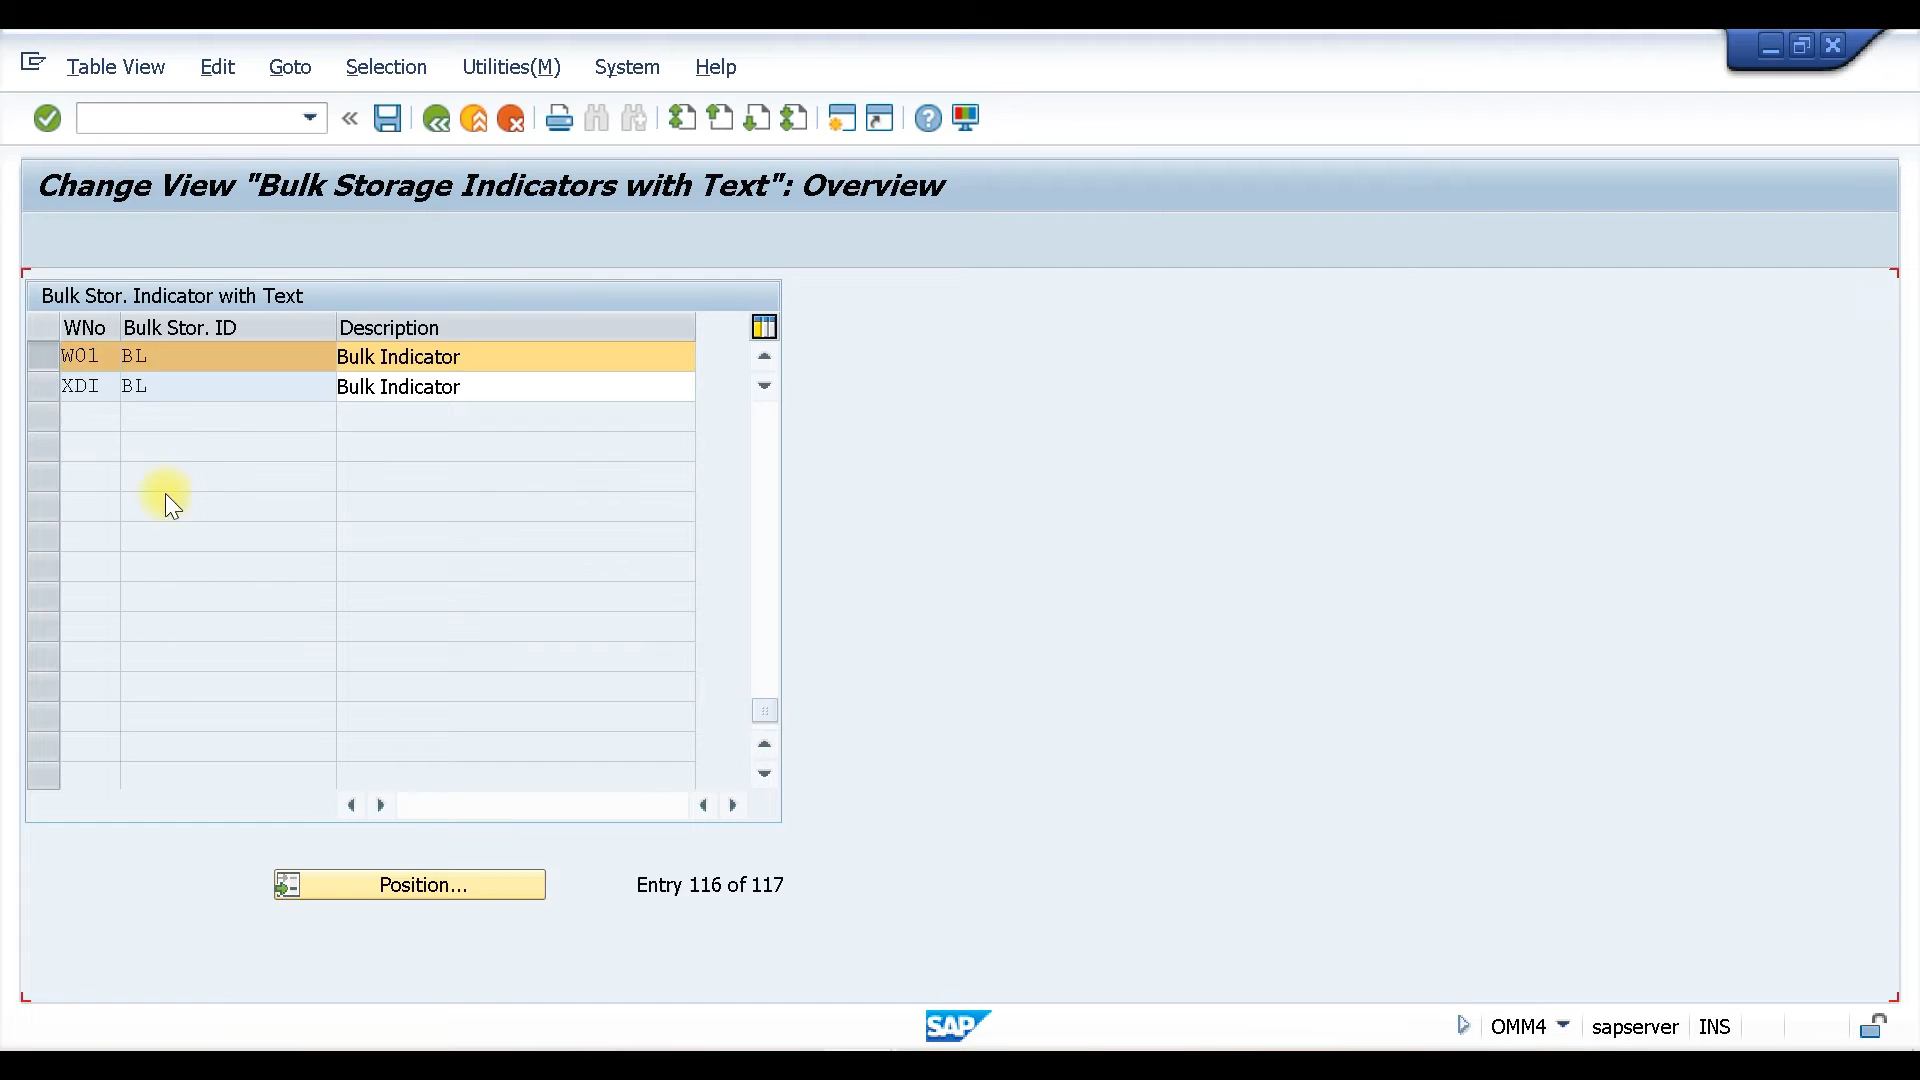 Table View Edit Goto Selection Utilities(M) System Help
Change View "Bulk Storage Indicators with Text": Overview
Bulk Stor. Indicator with Text
WNo Bulk Stor. ID Description
W01 BL Bulk Indicator
XDI BL Bulk Indicator
Position... Entry 116 of 117
SAP OMM4 sapserver INS